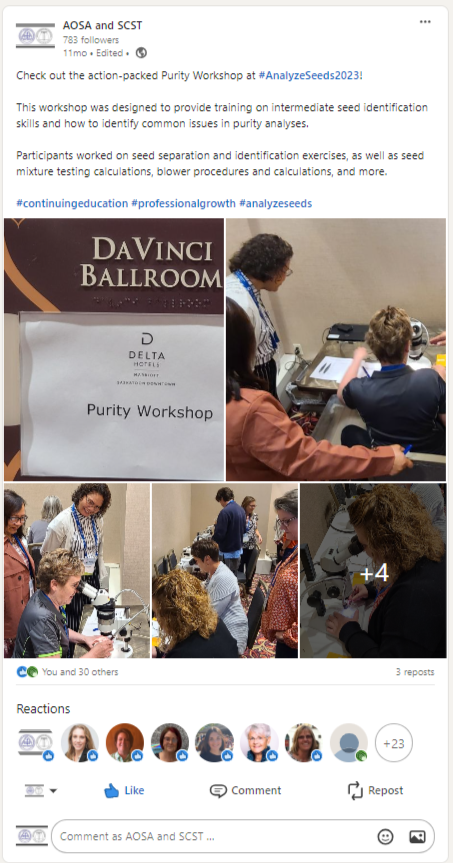 AOSA and SCST
783 followers
11mo • Edited •
Check out the action-packed Purity Workshop at #AnalyzeSeeds2023!
This workshop was designed to provide training on intermediate seed identification
skills and how to identify common issues in purity analyses.
Participants worked on seed separation and identification exercises, as well as seed
mixture testing calculations, blower procedures and calculations, and more.
#continuingeducation #professionalgrowth #analyzeseeds
DAVINCI
BALLROOM
DELTA
HOTELS
MARRIOTT
SASKATOON DOWNTOWN
Purity Workshop
+4
You and 30 others
3 reposts
Reactions
+23
Like
Comment
Repost
Comment as AOSA and SCST ...